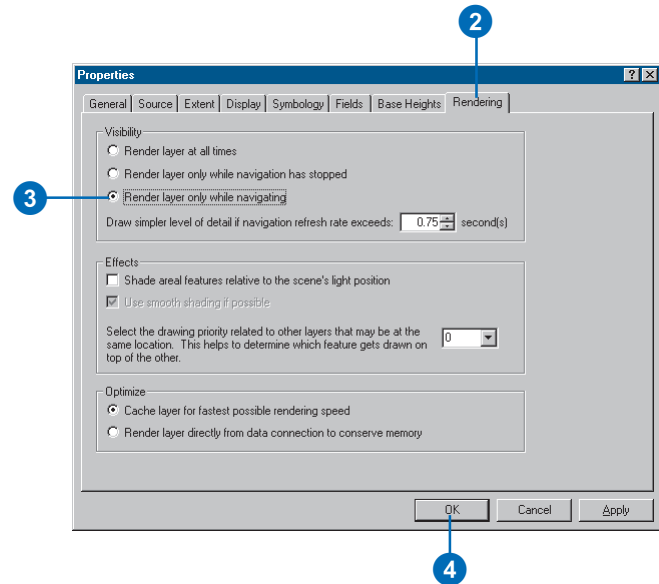 2
Properties
General Source Extent Display Symbology Fields Base Heights Rendering
Visibility
Render layer at all times
Render layer only while navigation has stopped
3
Render layer only while navigating
Draw simpler level of detail if navigation refresh rate exceeds: 0.75 second(s)
Effects
Shade areal features relative to the scene's light position
Use smooth shading if possible
Select the drawing priority related to other layers that may be at the
same location. This helps to determine which feature gets drawn on
top of the other.
0
Optimize
Cache layer for fastest possible rendering speed
Render layer directly from data connection to conserve memory
OK Cancel Apply
4